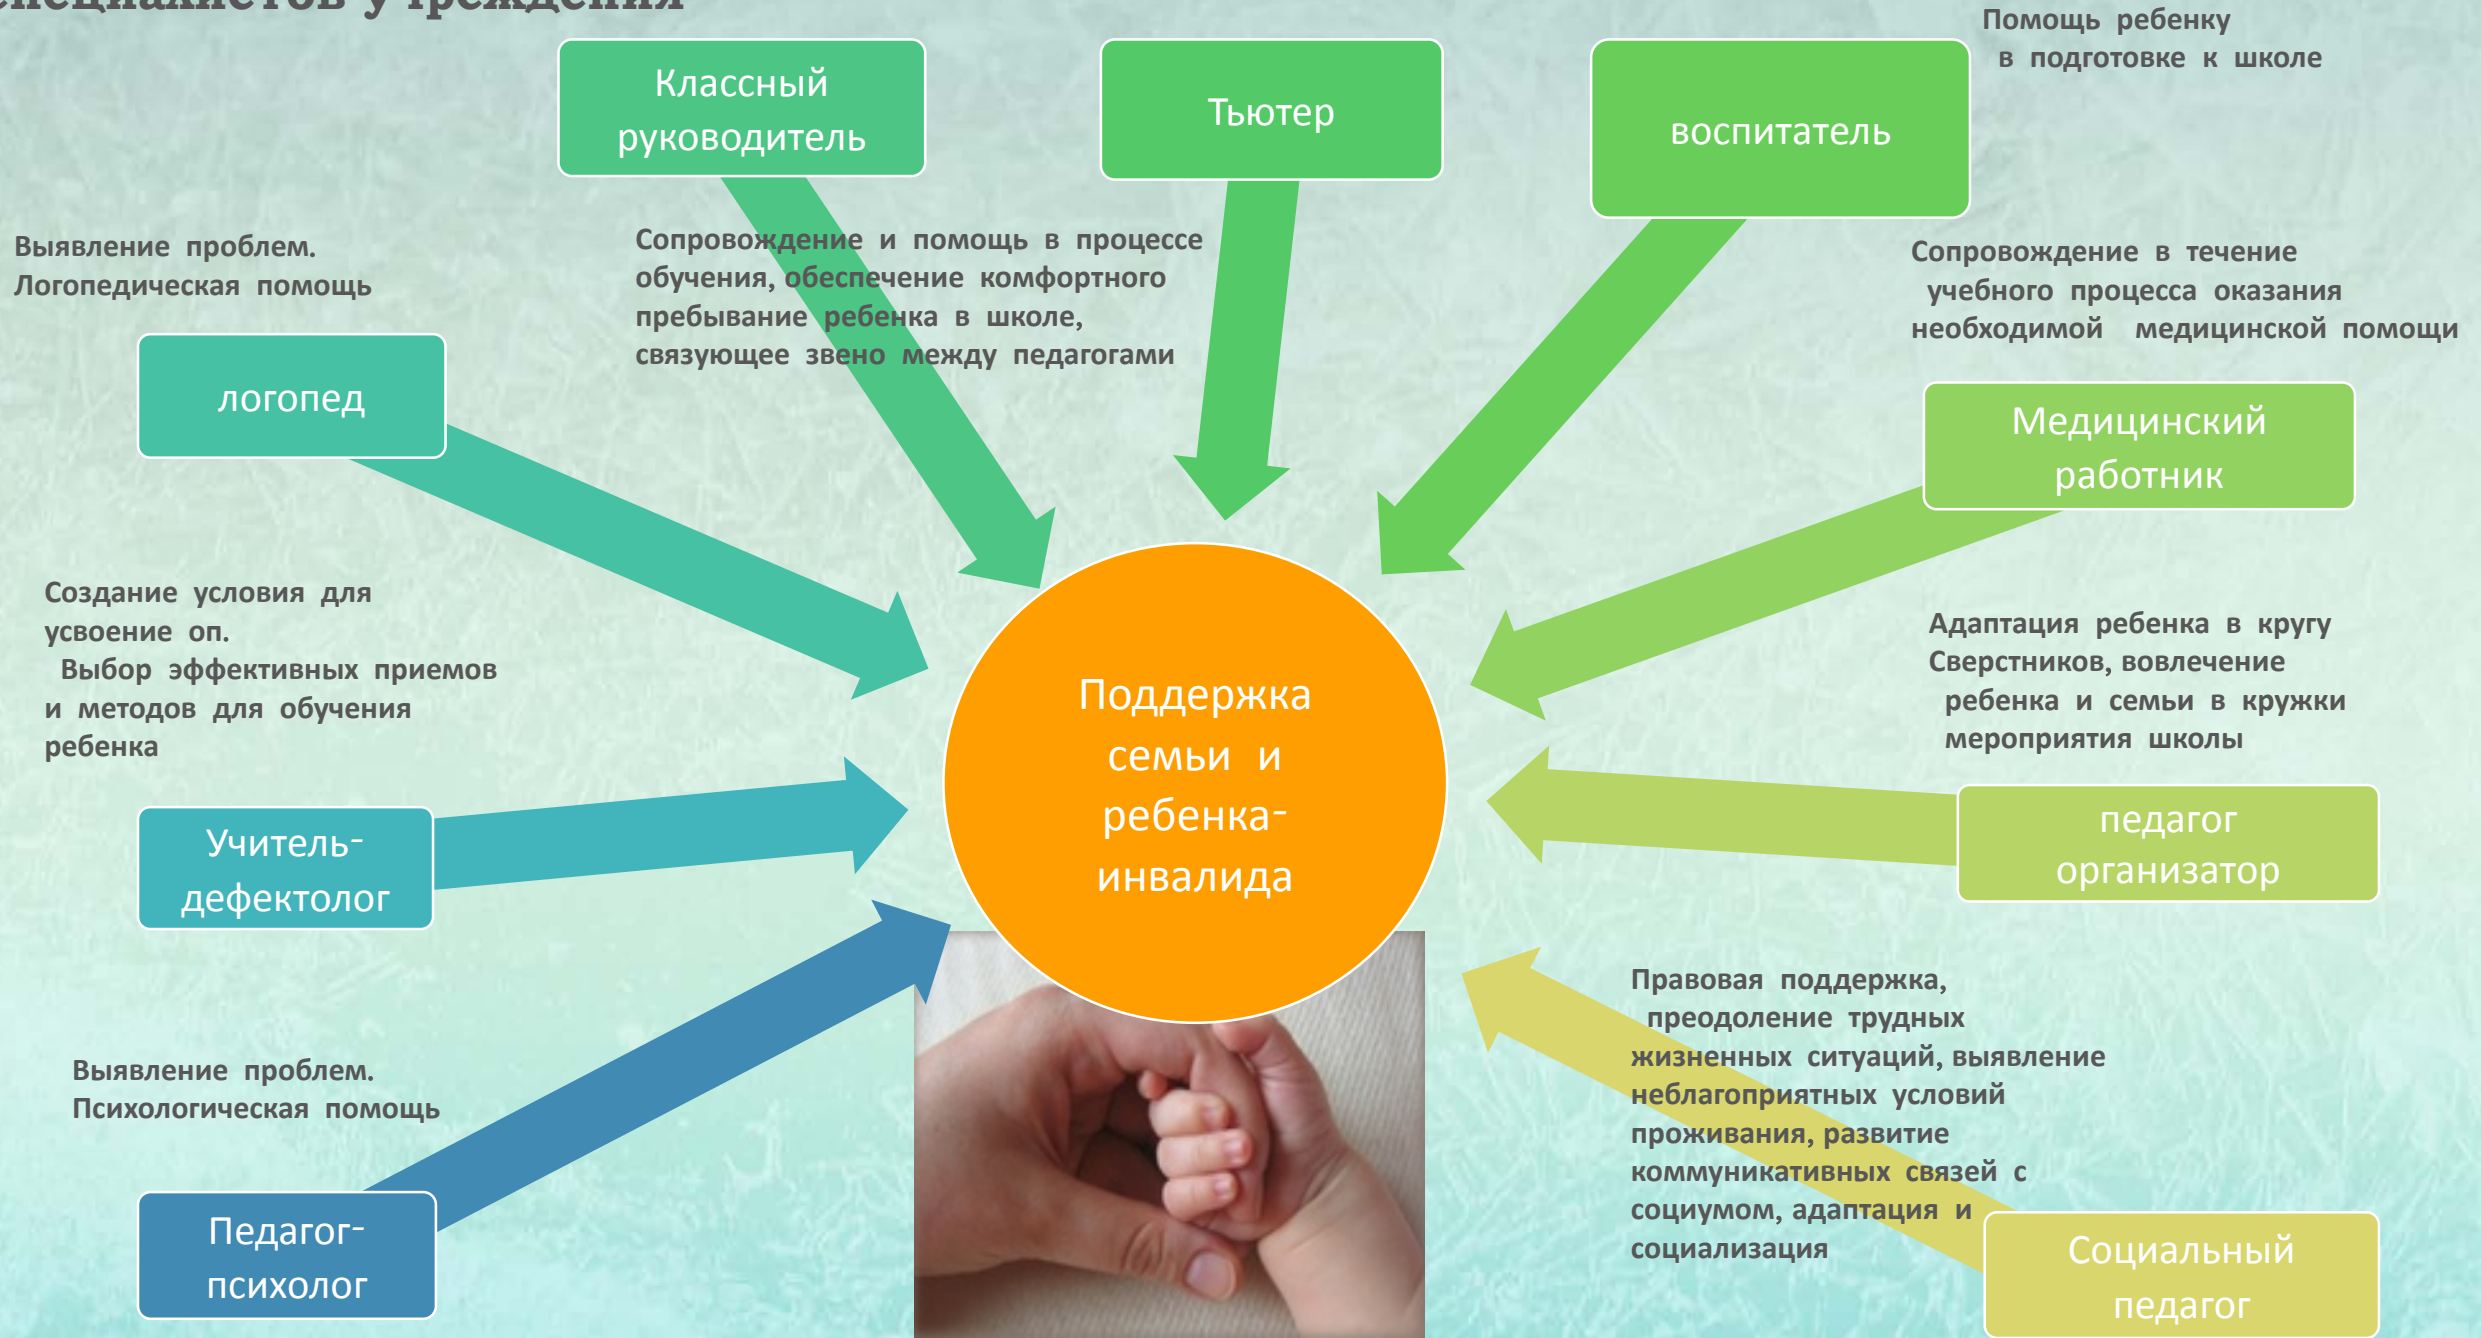 специалистов учреждения
Помощь ребенку
в подготовке к школе
Классный
руководитель
Тьютер
воспитатель
Выявление проблем.
Логопедическая помощь
Сопровождение и помощь в процессе
обучения, обеспечение комфортного
пребывание ребенка в школе,
связующее звено между педагогами
Сопровождение в течение
учебного процесса оказания
необходимой медицинской помощи
логопед
Медицинский
работник
Создание условия для
усвоение оп.
Выбор эффективных приемов
и методов для обучения
ребенка
Адаптация ребенка в кругу
Сверстников, вовлечение
ребенка и семьи в кружки
мероприятия школы
Поддержка
семьи и
ребенка-
инвалида
Учитель-
дефектолог
педагог
организатор
Выявление проблем.
Психологическая помощь
Правовая поддержка,
преодоление трудных
жизненных ситуаций, выявление
неблагоприятных условий
проживания, развитие
коммуникативных связей с
социумом, адаптация и
социализация
Педагог-
психолог
Социальный
педагог